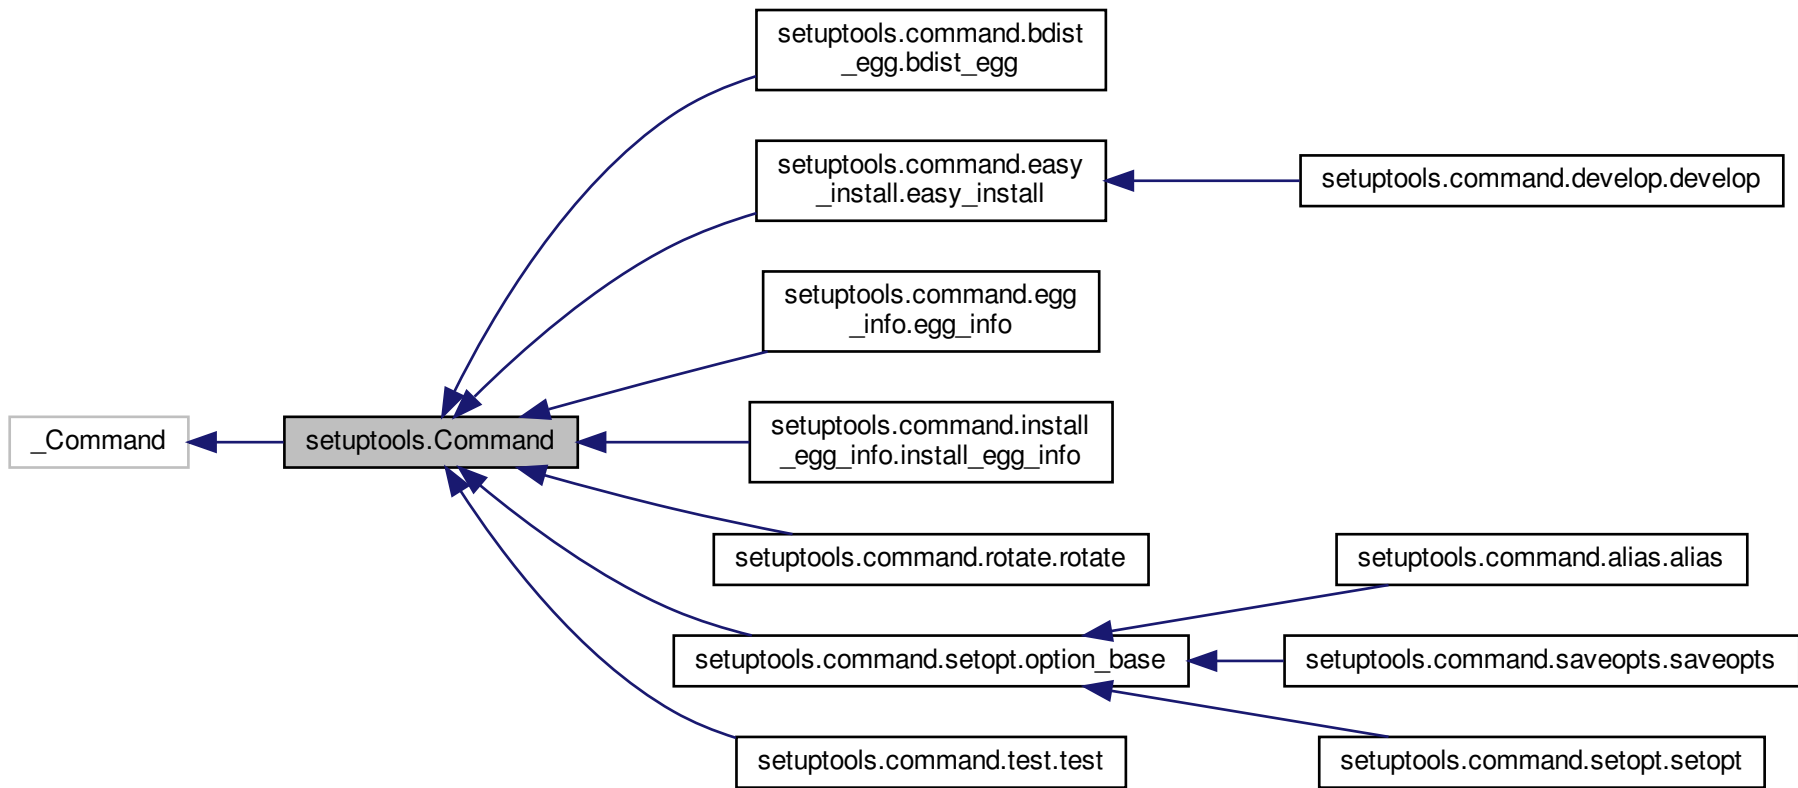 setuptools.command.bdist
_egg.bdist_egg
setuptools.command.easy
_install.easy_install
setuptools.command.develop.develop
setuptools.command.egg
_info.egg_info
_Command
setuptools.Command
setuptools.command.install
_egg_info.install_egg_info
setuptools.command.rotate.rotate
setuptools.command.alias.alias
setuptools.command.setopt.option_base
setuptools.command.saveopts.saveopts
setuptools.command.test.test
setuptools.command.setopt.setopt